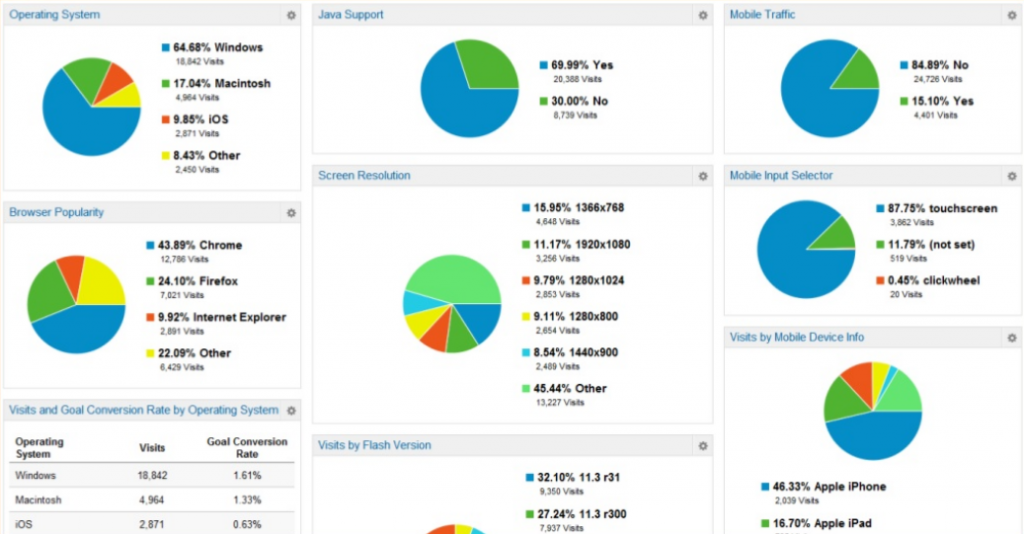 Operating System
64.68% Windows
18,842 Visits
17.04% Macintosh
4,964 Visits
9.85% iOS
2,871 Visits
8.43% Other
2,450 Visits
Browser Popularity
43.89% Chrome
12,786 Visits
24.10% Firefox
7,021 Visits
9.92% Internet Explorer
2,891 Visits
22.09% Other
6,429 Visits
Visits and Goal Conversion Rate by Operating System
Operating System Visits Goal Conversion Rate
Windows 18,842 1.61%
Macintosh 4,964 1.33%
iOS 2,871 0.63%
Java Support
69.99% Yes
20,388 Visits
30.00% No
8,739 Visits
Screen Resolution
15.95% 1366x768
4,648 Visits
11.17% 1920x1080
3,256 Visits
9.79% 1280x1024
2,853 Visits
9.11% 1280x800
2,654 Visits
8.54% 1440x900
2,489 Visits
45.44% Other
13,227 Visits
Visits by Flash Version
32.10% 11.3 r31
9,350 Visits
27.24% 11.3 r300
7,937 Visits
Mobile Traffic
84.89% No
24,726 Visits
15.10% Yes
4,401 Visits
Mobile Input Selector
87.75% touchscreen
3,862 Visits
11.79% (not set)
519 Visits
0.45% clickwheel
20 Visits
Visits by Mobile Device Info
46.33% Apple iPhone
2,039 Visits
16.70% Apple iPad